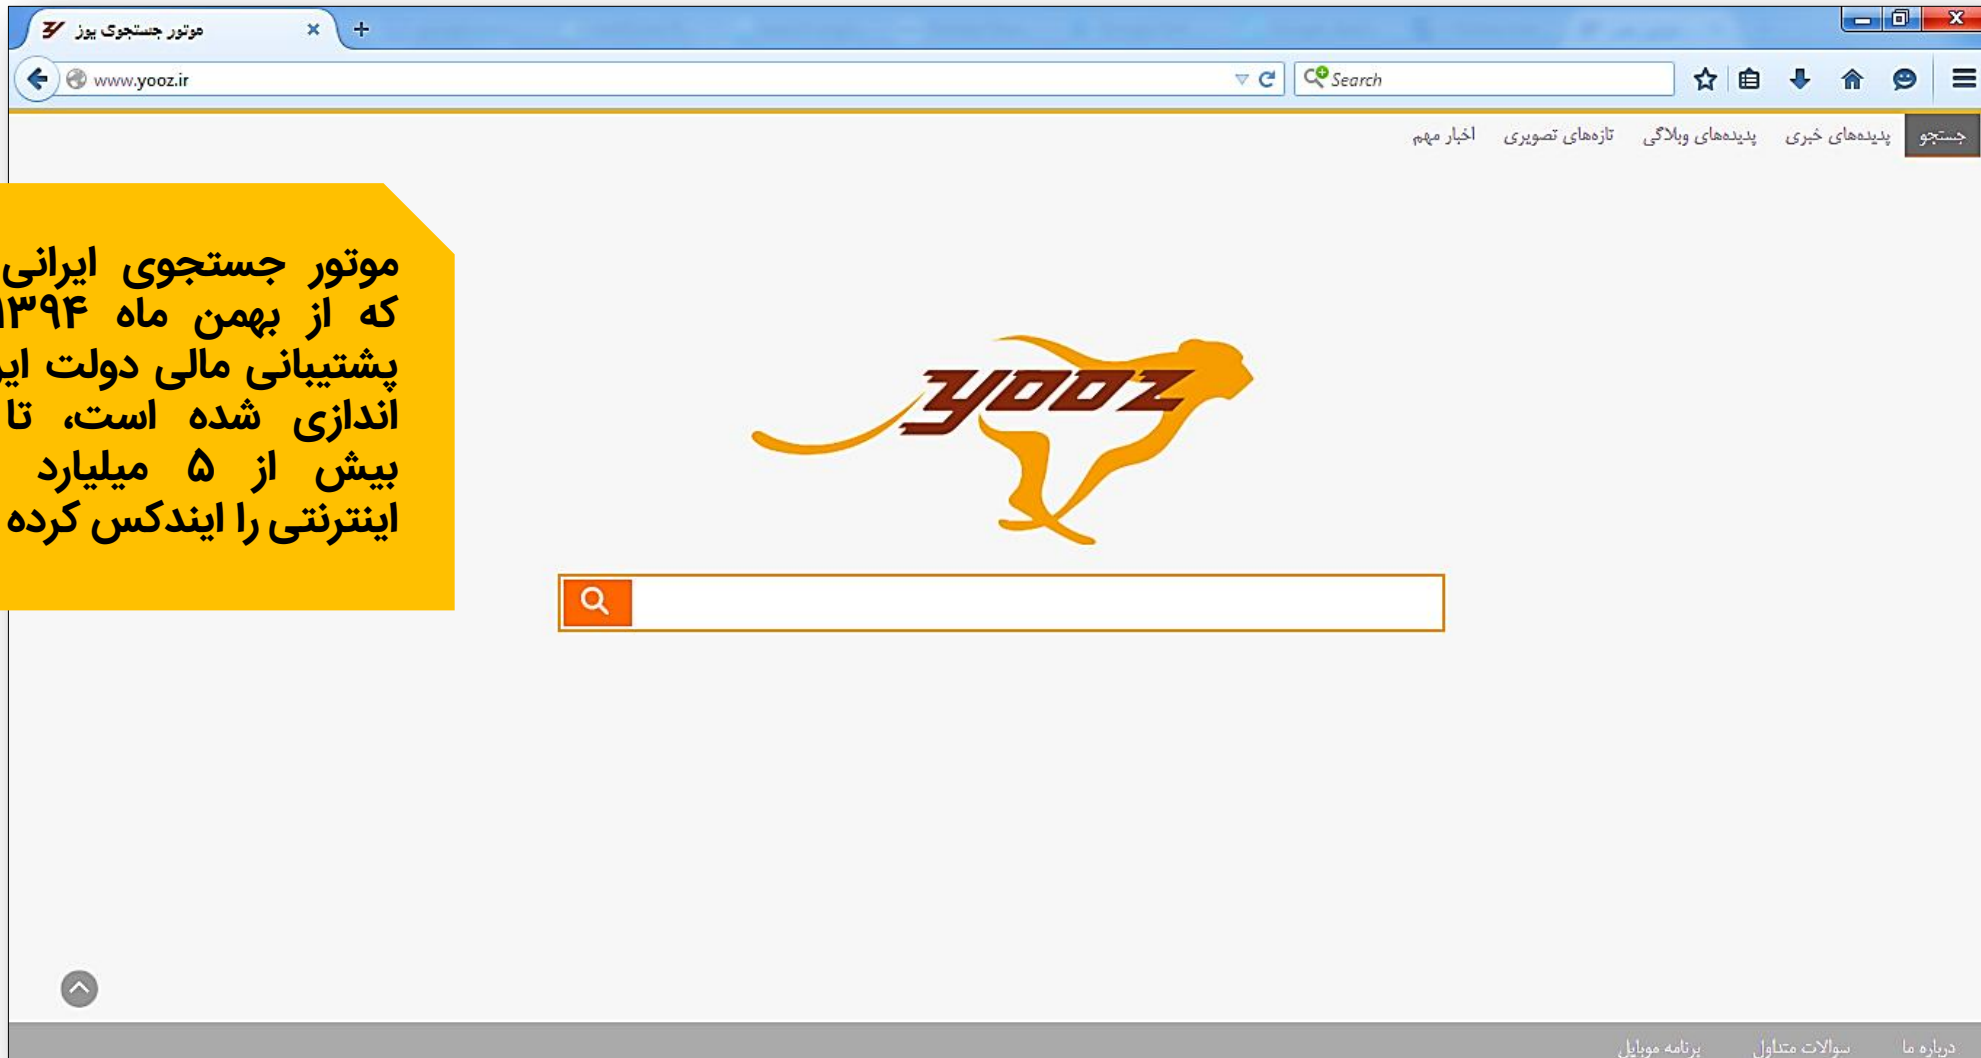 موتور جستجوی یوز
www.yooz.ir
Search
جستجو پدیده‌های خبری پدیده‌های وبلاگی تازه‌های تصویری اخبار مهم
موتور جستجوی ایرانی
که از بهمن ماه ۱۳۹۴
پشتیبانی مالی دولت
اندازی شده است، تا
بیش از ۵ میلیارد
اینترنتی را ایندکس کرده
yooz
درباره ما سوالات متداول برنامه موبایل